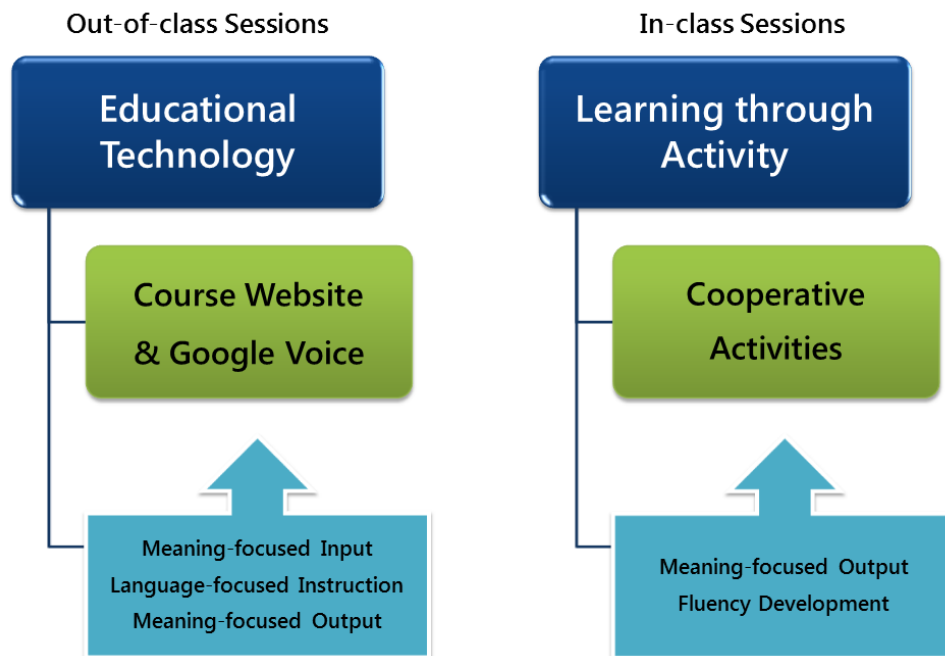 Out-of-class Sessions
Educational
Technology
Course Website
& Google Voice
Meaning-focused Input
Language-focused Instruction
Meaning-focused Output
In-class Sessions
Learning through
Activity
Cooperative
Activities
Meaning-focused Output
Fluency Development